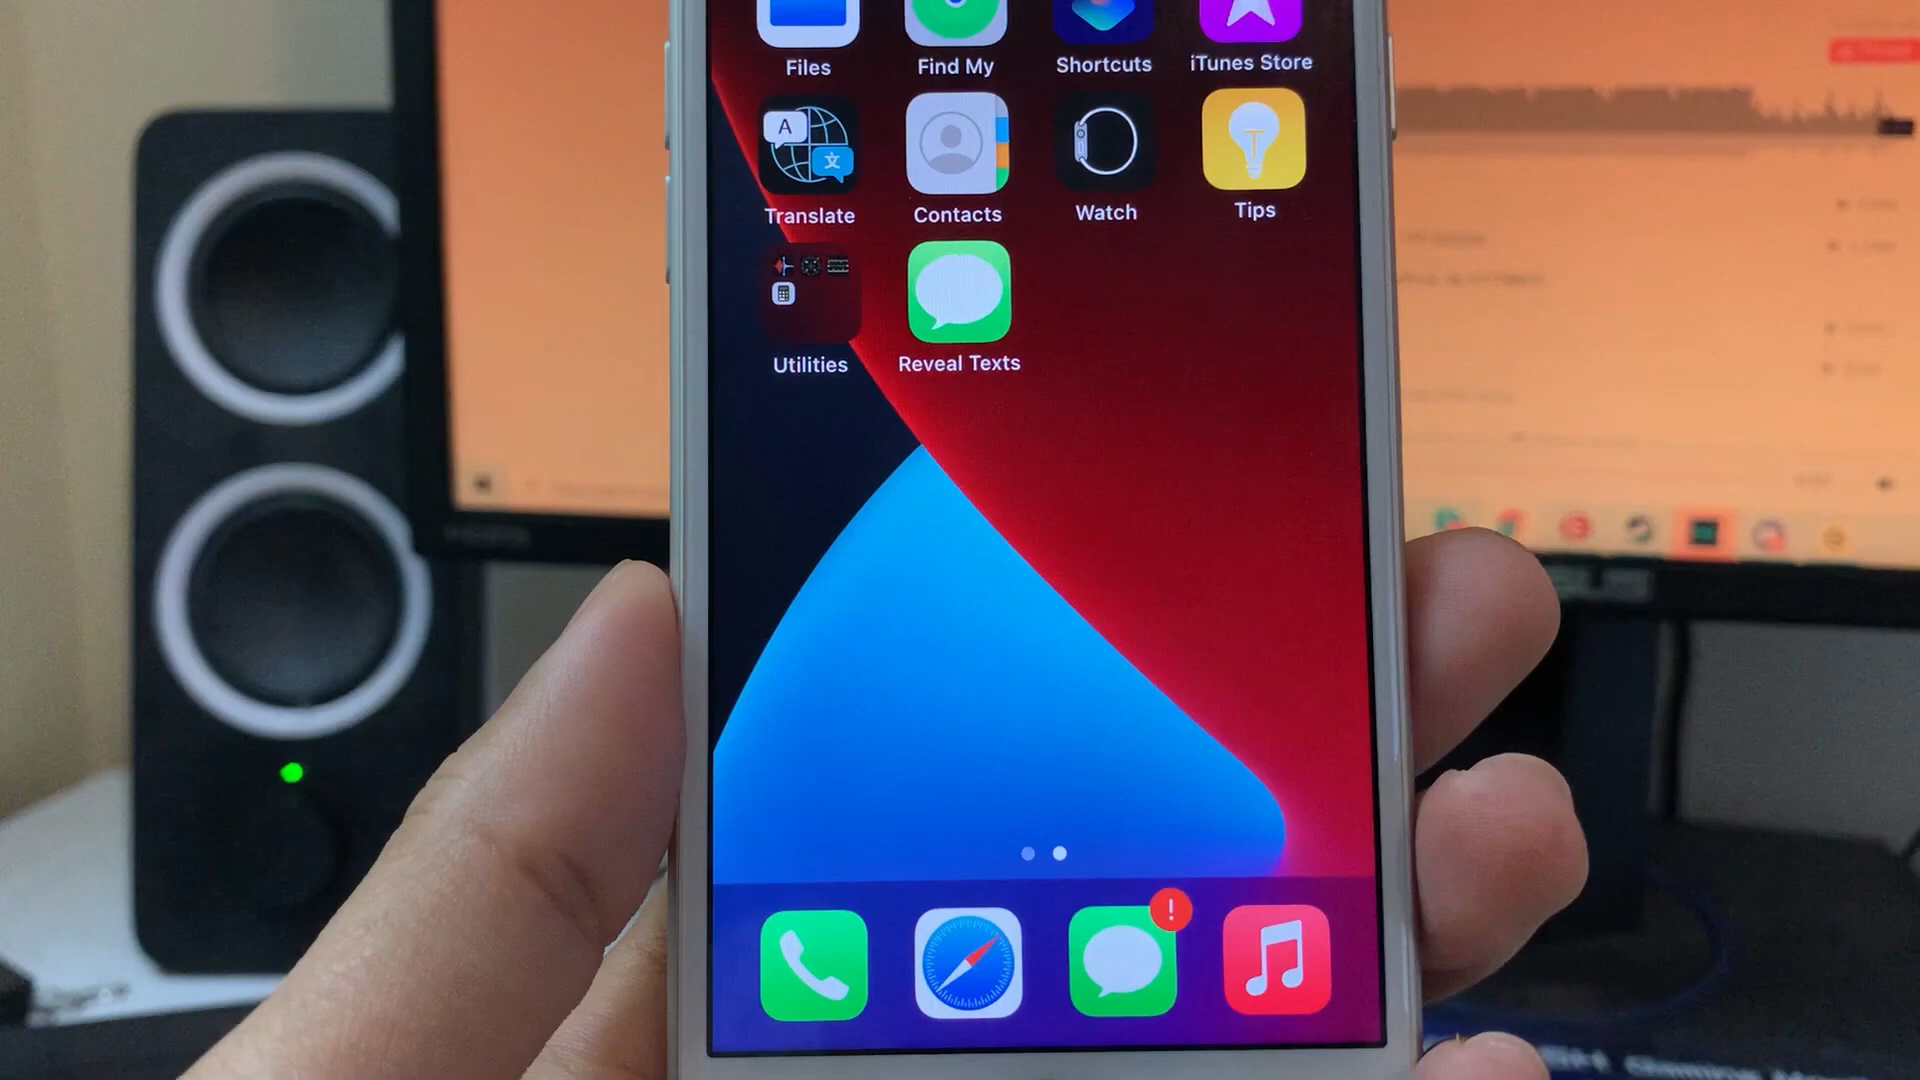 Files Find My Shortcuts iTunes Store
A 文
Translate Contacts Watch Tips
Utilities Reveal Texts
!